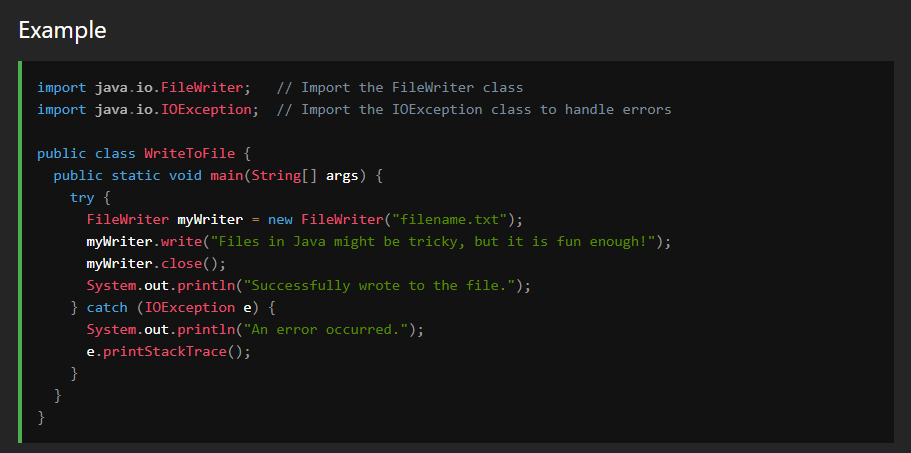 Example
import java.io.FileWriter;   // Import the FileWriter class
import java.io.IOException;  // Import the IOException class to handle errors

public class WriteToFile {
  public static void main(String[] args) {
    try {
      FileWriter myWriter = new FileWriter("filename.txt");
      myWriter.write("Files in Java might be tricky, but it is fun enough!");
      myWriter.close();
      System.out.println("Successfully wrote to the file.");
    } catch (IOException e) {
      System.out.println("An error occurred.");
      e.printStackTrace();
    }
  }
}